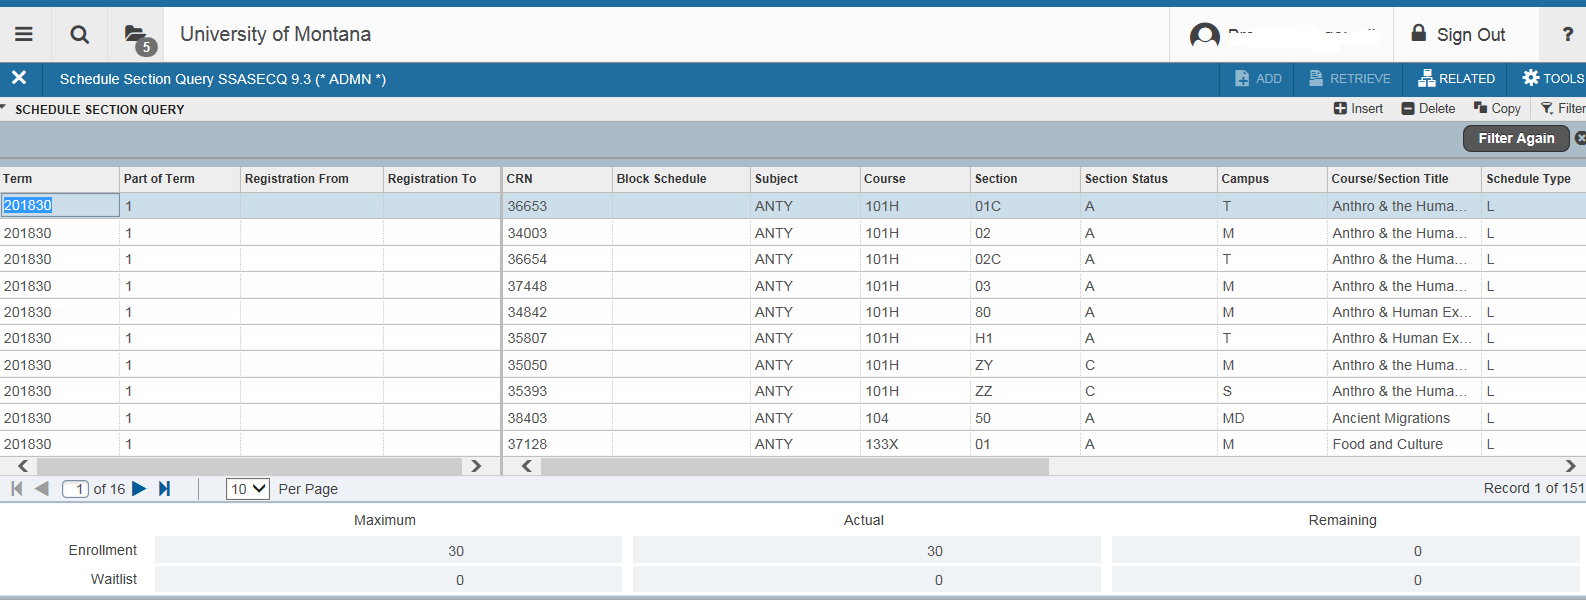 5 University of Montana Sign Out ?
Schedule Section Query SSASECQ 9.3 (* ADMN *) ADD RETRIEVE RELATED TOOLS
SCHEDULE SECTION QUERY Insert Delete Copy Filter
Filter Again
Term Part of Term Registration From Registration To CRN Block Schedule Subject Course Section Section Status Campus Course/Section Title Schedule Type
201830 1 36653 ANTY 101H 01C A T Anthro & the Huma... L
201830 1 34003 ANTY 101H 02 A M Anthro & the Huma... L
201830 1 36654 ANTY 101H 02C A T Anthro & the Huma... L
201830 1 37448 ANTY 101H 03 A M Anthro & the Huma... L
201830 1 34842 ANTY 101H 80 A M Anthro & Human Ex... L
201830 1 35807 ANTY 101H H1 A T Anthro & Human Ex... L
201830 1 35050 ANTY 101H ZY C M Anthro & the Huma... L
201830 1 35393 ANTY 101H ZZ C S Anthro & the Huma... L
201830 1 38403 ANTY 104 50 A MD Ancient Migrations L
201830 1 37128 ANTY 133X 01 A M Food and Culture L
1 of 16 10 Per Page Record 1 of 151
Maximum Actual Remaining
Enrollment 30 30 0
Waitlist 0 0 0